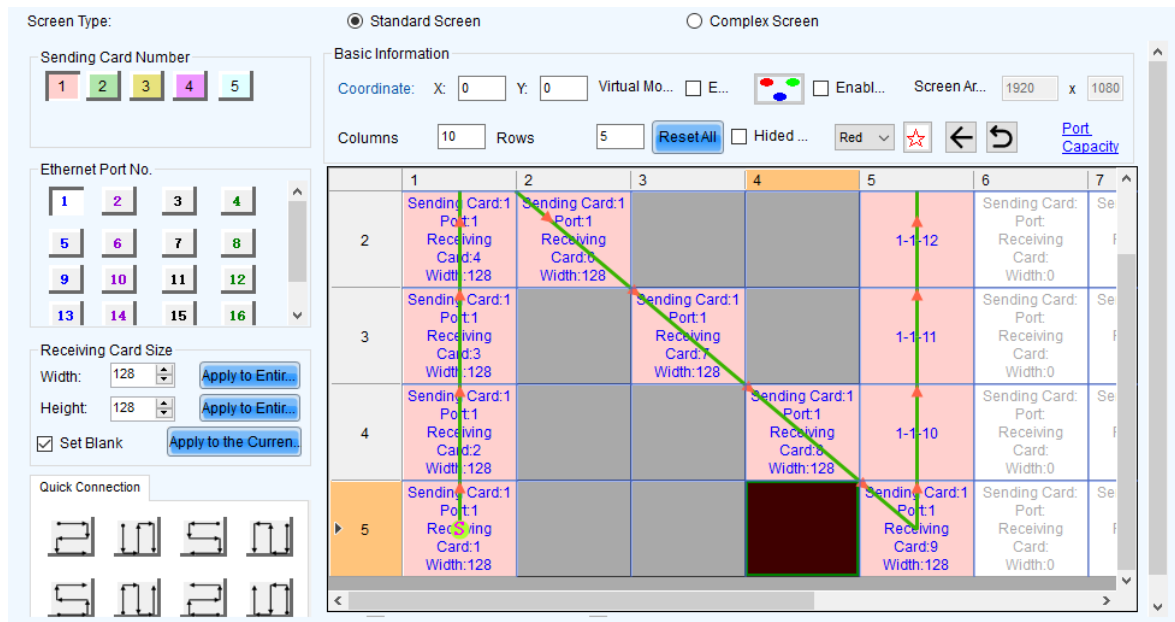 Screen Type: Standard Screen Complex Screen
Sending Card Number
1 2 3 4 5
Basic Information
Coordinate: X: 0 Y: 0 Virtual Mo... E... Enabl... Screen Ar... 1920 x 1080
Columns 10 Rows 5 Reset All Hided ... Red Port
Capacity
Ethernet Port No.
1 2 3 4
5 6 7 8
9 10 11 12
13 14 15 16
Receiving Card Size
Width: 128 Apply to Entir...
Height: 128 Apply to Entir...
Set Blank Apply to the Curren..
Quick Connection
1 2 3 4 5 6 7
2
Sending Card:1
Port:1
Receiving
Card:4
Width:128
Sending Card:1
Port:1
Receiving
Card:6
Width:128
1-1-12
Sending Card:
Port:
Receiving
Card:
Width:0
Se
3
Sending Card:1
Port:1
Receiving
Card:3
Width:128
Sending Card:1
Port:1
Receiving
Card:7
Width:128
1-1-11
Sending Card:
Port:
Receiving
Card:
Width:0
Se
4
Sending Card:1
Port:1
Receiving
Card:2
Width:128
Sending Card:1
Port:1
Receiving
Card:8
Width:128
1-1-10
Sending Card:
Port:
Receiving
Card:
Width:0
Se
5
Sending Card:1
Port:1
Receiving
S
Card:1
Width:128
Sending Card:1
Port:1
Receiving
Card:9
Width:128
Sending Card:
Port:
Receiving
Card:
Width:0
Se